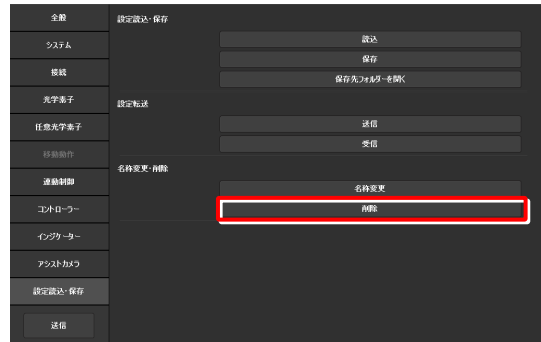 全般
システム
接続
光学素子
任意光学素子
移動動作
連動制御
コントローラー
インジケーター
アシストカメラ
設定読込・保存
送信
設定読込・保存
読込
保存
保存先フォルダーを開く
設定転送
送信
受信
名称変更・削除
名称変更
削除